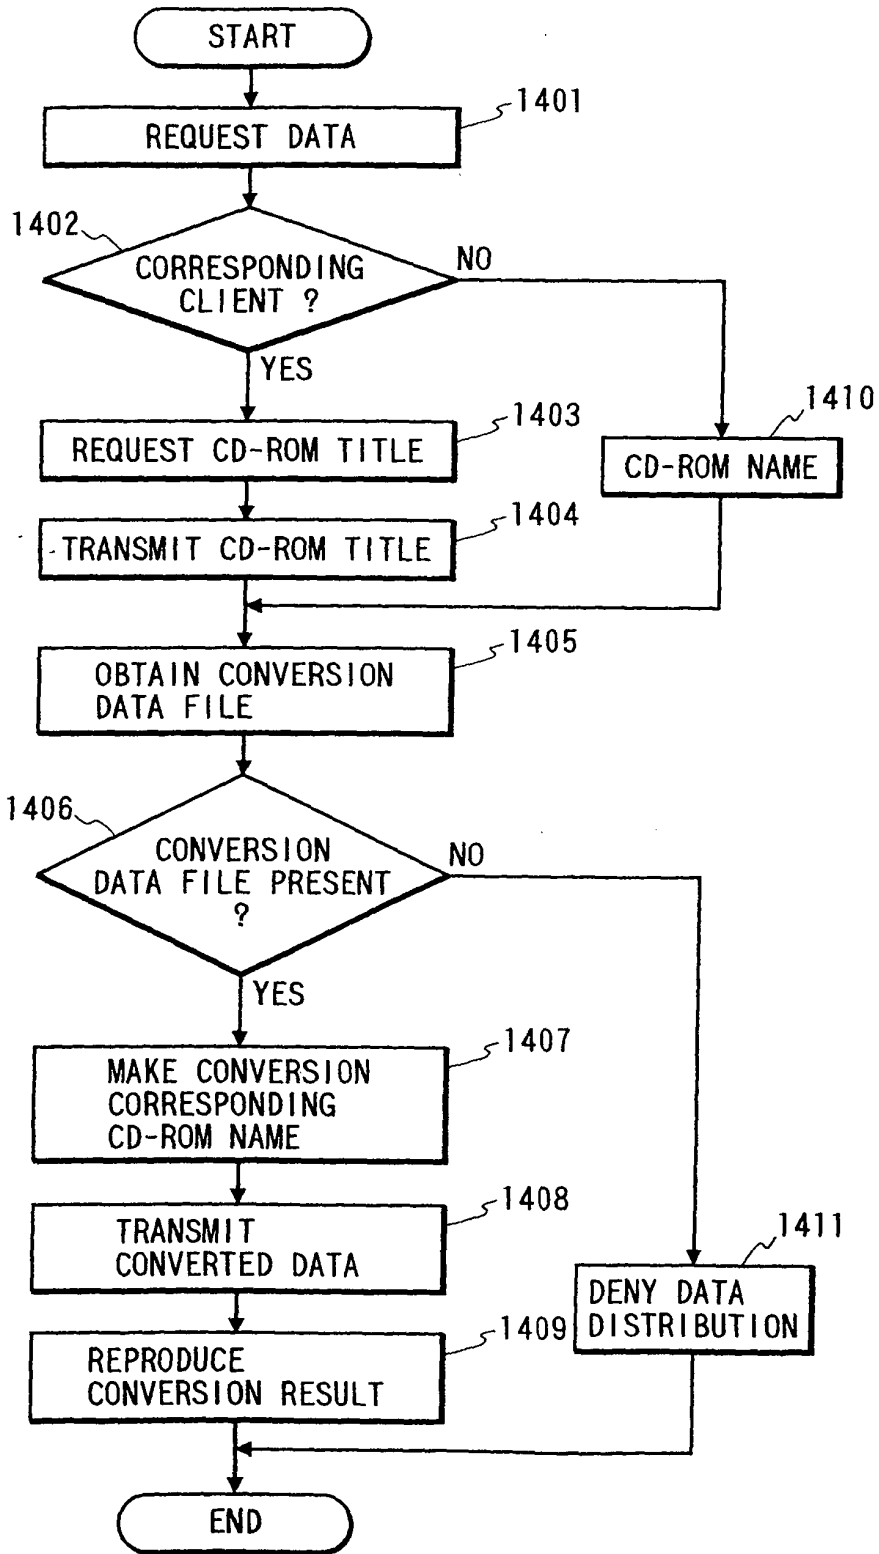 START
1401
REQUEST DATA
1402
CORRESPONDING
CLIENT ?
NO
YES
1403
REQUEST CD-ROM TITLE
1410
CD-ROM NAME
1404
TRANSMIT CD-ROM TITLE
1405
OBTAIN CONVERSION
DATA FILE
1406
CONVERSION
DATA FILE PRESENT
?
NO
YES
1407
MAKE CONVERSION
CORRESPONDING
CD-ROM NAME
1408
TRANSMIT
CONVERTED DATA
1411
DENY DATA
DISTRIBUTION
1409
REPRODUCE
CONVERSION RESULT
END